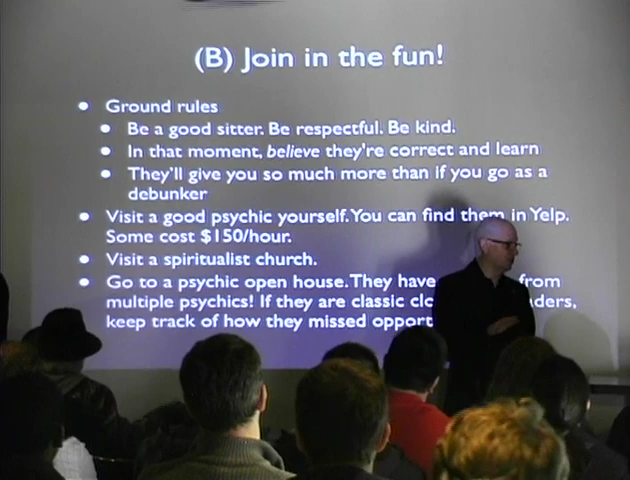 (B) Join in the fun!
• Ground rules
• Be a good sitter. Be respectful. Be kind.
• In that moment, believe they're correct and learn
• They'll give you so much more than if you go as a
debunker
• Visit a good psychic yourself. You can find them in Yelp.
Some cost $150/hour.
• Visit a spiritualist church.
• Go to a psychic open house. They have from
multiple psychics! If they are classic
keep track of how they missed